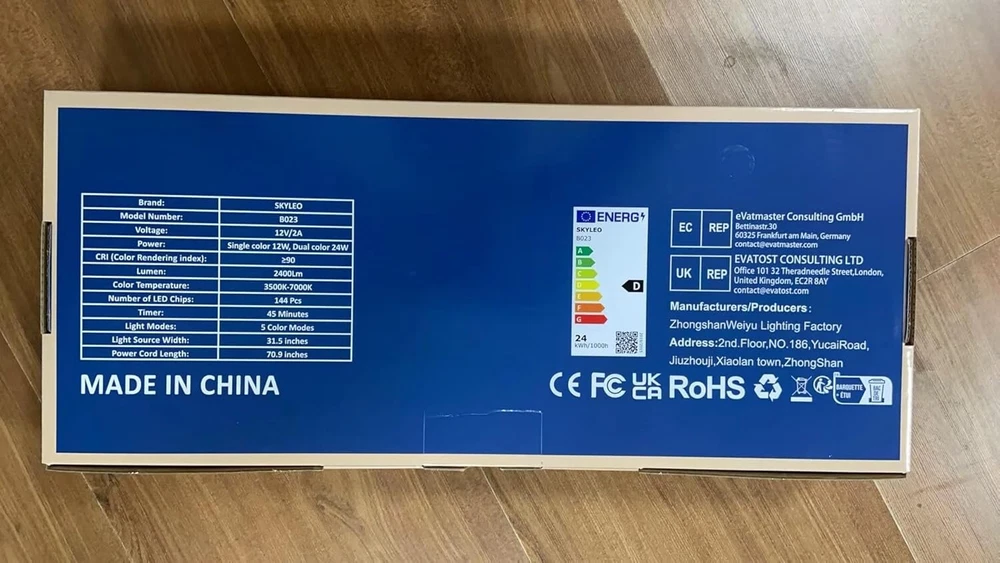 Brand: SKYLEO
Model Number: B023
Voltage: 12V/2A
Power: Single color 12W, Dual color 24W
CRI (Color Rendering index): ≥90
Lumen: 2400Lm
Color Temperature: 3500K-7000K
Number of LED Chips: 144 Pcs
Timer: 45 Minutes
Light Modes: 5 Color Modes
Light Source Width: 31.5 inches
Power Cord Length: 70.9 inches
MADE IN CHINA
ENERG
SKYLEO
B023
A
B
C
D
E
F
G
D
24
kWh/1000h
EC REP
eVatmaster Consulting GmbH
Bettinastr.30
60325 Frankfurt am Main, Germany
contact@evatmaster.com
UK REP
EVATOST CONSULTING LTD
Office 101 32 Theradneedle Street,London,
United Kingdom, EC2R 8AY
contact@evatost.com
Manufacturers/Producers:
ZhongshanWeiyu Lighting Factory
Address:2nd.Floor,NO.186,YucaiRoad,
Jiuzhouji,Xiaolan town,ZhongShan
CE FC UK CA RoHS
BARQUETTE
+ ÉTUI